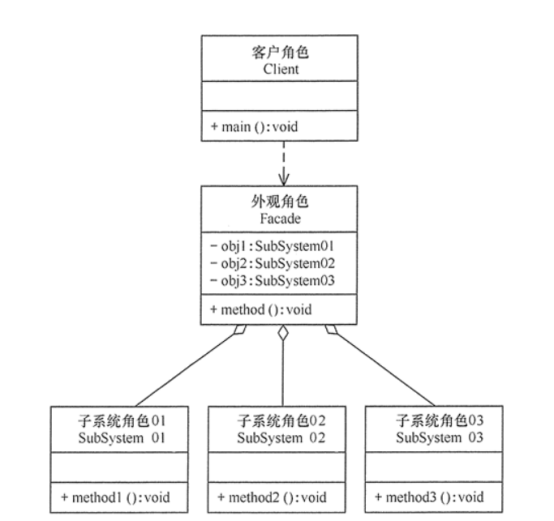 客户角色
Client
+ main ():void
外观角色
Facade
- obj1:SubSystem01
- obj2:SubSystem02
- obj3:SubSystem03
+ method ():void
子系统角色01
SubSystem 01
+ method1():void
子系统角色02
SubSystem 02
+ method2():void
子系统角色03
SubSystem 03
+ method3():void